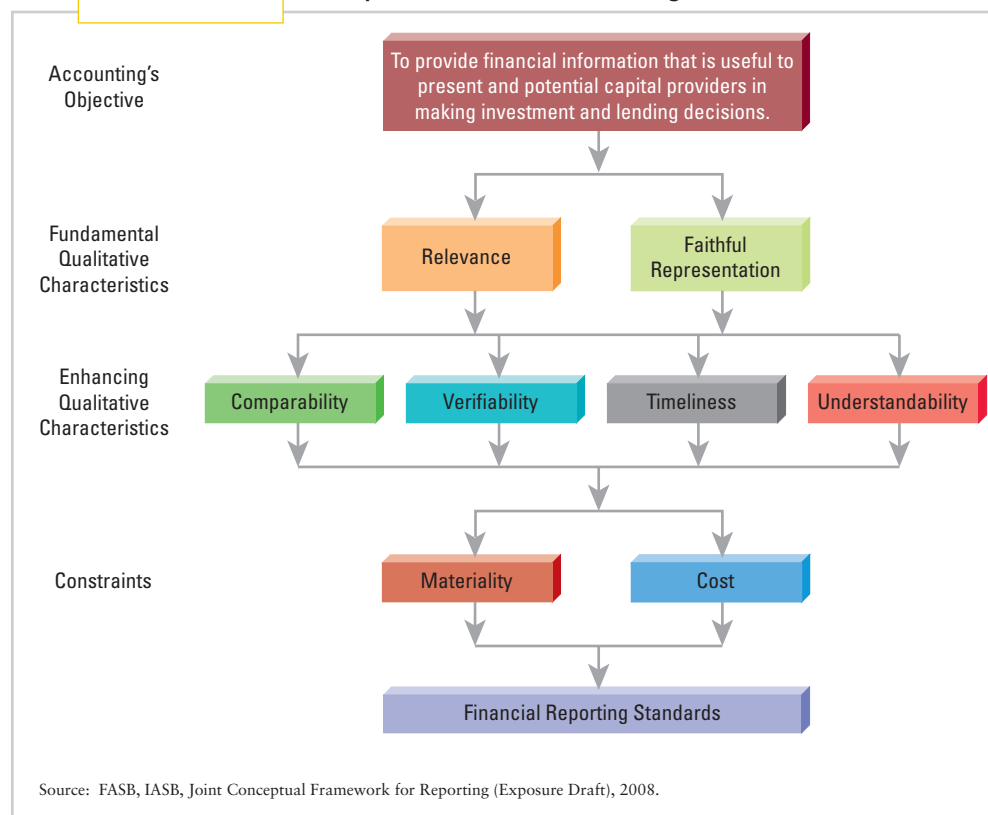 Accounting's
Objective
To provide financial information that is useful to
present and potential capital providers in
making investment and lending decisions.
Fundamental
Qualitative
Characteristics
Relevance
Faithful
Representation
Enhancing
Qualitative
Characteristics
Comparability
Verifiability
Timeliness
Understandability
Constraints
Materiality
Cost
Financial Reporting Standards
Source: FASB, IASB, Joint Conceptual Framework for Reporting (Exposure Draft), 2008.